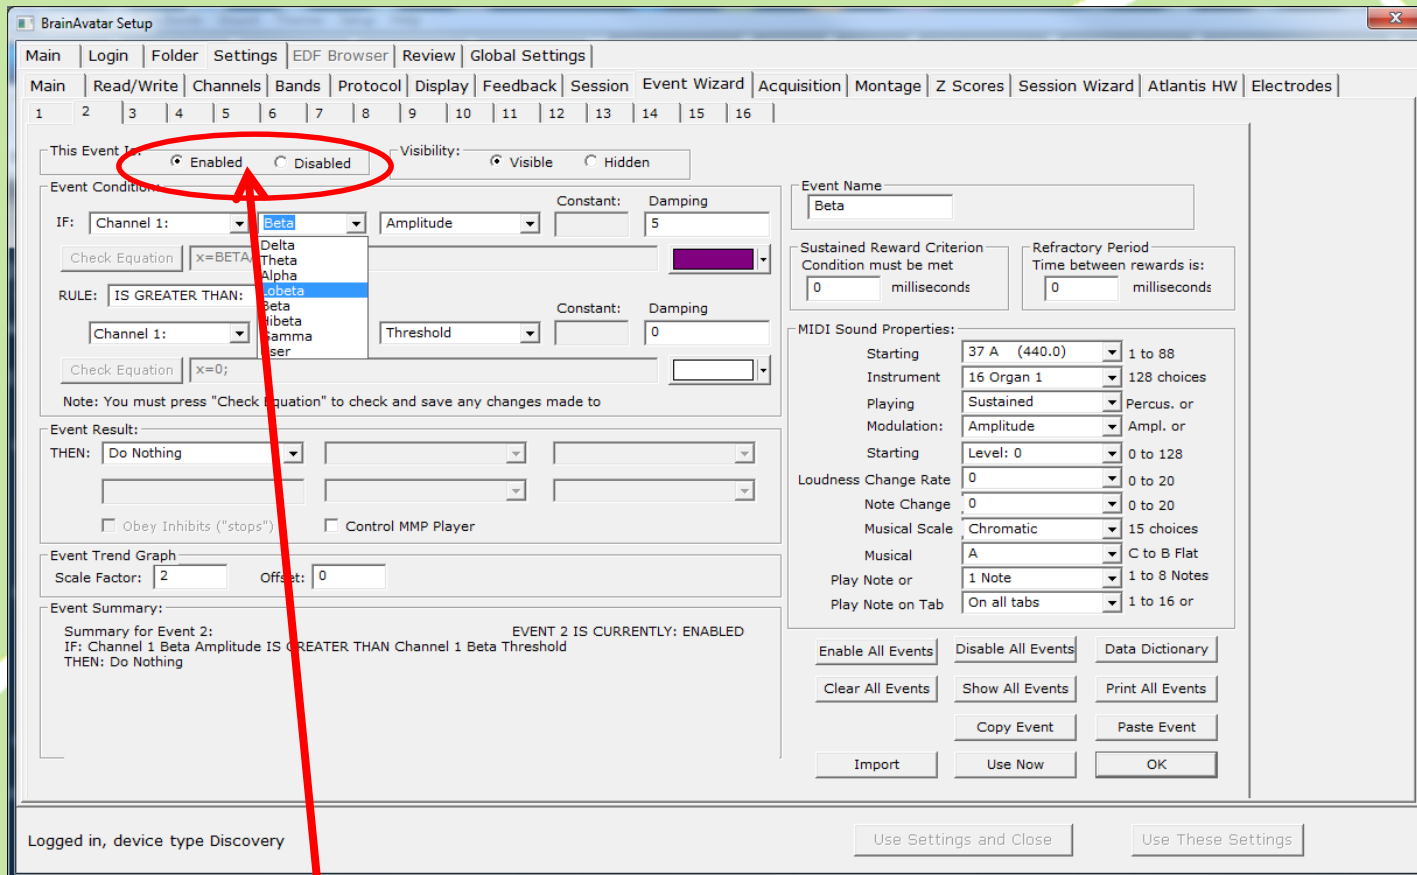 BrainAvatar Setup
Main Login Folder Settings EDF Browser Review Global Settings
Main Read/Write Channels Bands Protocol Display Feedback Session Event Wizard Acquisition Montage Z Scores Session Wizard Atlantis HW Electrodes
1 2 3 4 5 6 7 8 9 10 11 12 13 14 15 16
This Event Is: Enabled Disabled
Visibility: Visible Hidden
Event Condition:
Constant: Damping
IF: Channel 1: Beta Amplitude 5
Delta
Theta
Alpha
Lobeta
Beta
Hibeta
Gamma
User
Check Equation x=BETA
RULE: IS GREATER THAN:
Constant: Damping
Channel 1: Threshold 0
Check Equation x=0;
Note: You must press "Check Equation" to check and save any changes made to
Event Result:
THEN: Do Nothing
Obey Inhibits ("stops") Control MMP Player
Event Trend Graph
Scale Factor: 2 Offset: 0
Event Summary:
Summary for Event 2: EVENT 2 IS CURRENTLY: ENABLED
IF: Channel 1 Beta Amplitude IS GREATER THAN Channel 1 Beta Threshold
THEN: Do Nothing
Event Name
Beta
Sustained Reward Criterion
Condition must be met
0 milliseconds
Refractory Period
Time between rewards is:
0 milliseconds
MIDI Sound Properties:
Starting 37 A (440.0) 1 to 88
Instrument 16 Organ 1 128 choices
Playing Sustained Percus. or
Modulation: Amplitude Ampl. or
Starting Level: 0 0 to 128
Loudness Change Rate 0 0 to 20
Note Change 0 0 to 20
Musical Scale Chromatic 15 choices
Musical A C to B Flat
Play Note or 1 Note 1 to 8 Notes
Play Note on Tab On all tabs 1 to 16 or
Enable All Events Disable All Events Data Dictionary
Clear All Events Show All Events Print All Events
Copy Event Paste Event
Import Use Now OK
Logged in, device type Discovery
Use Settings and Close Use These Settings